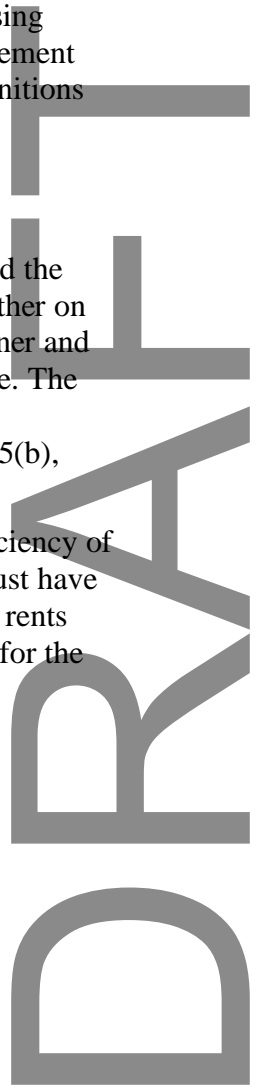 sing
ement
nitions
d the
ther on
ner and
e. The
5(b),
ciency of
ust have
rents
for the
DRAFT